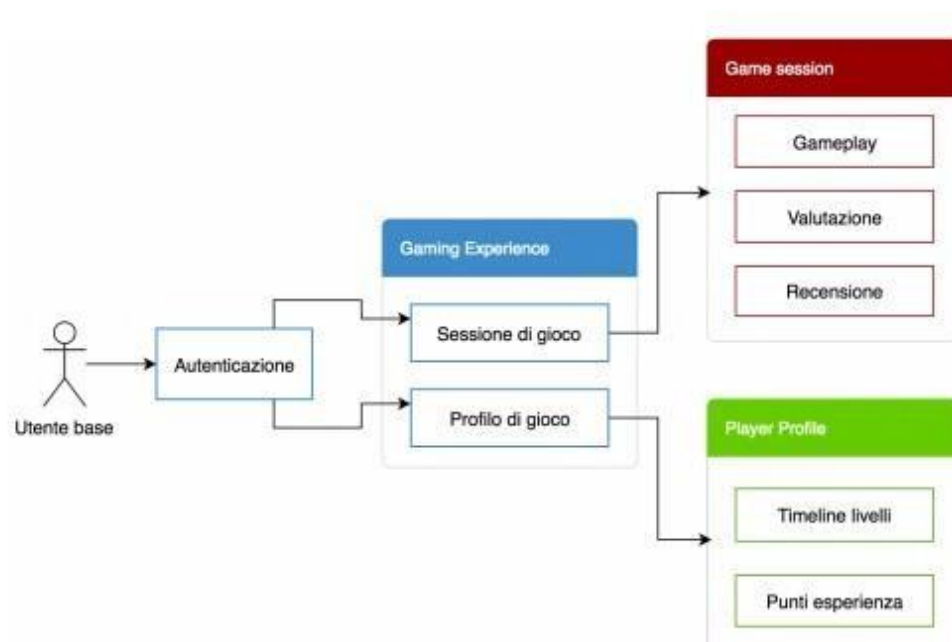 Game session
Gameplay
Valutazione
Recensione
Gaming Experience
Sessione di gioco
Profilo di gioco
Autenticazione
Utente base
Player Profile
Timeline livelli
Punti esperienza